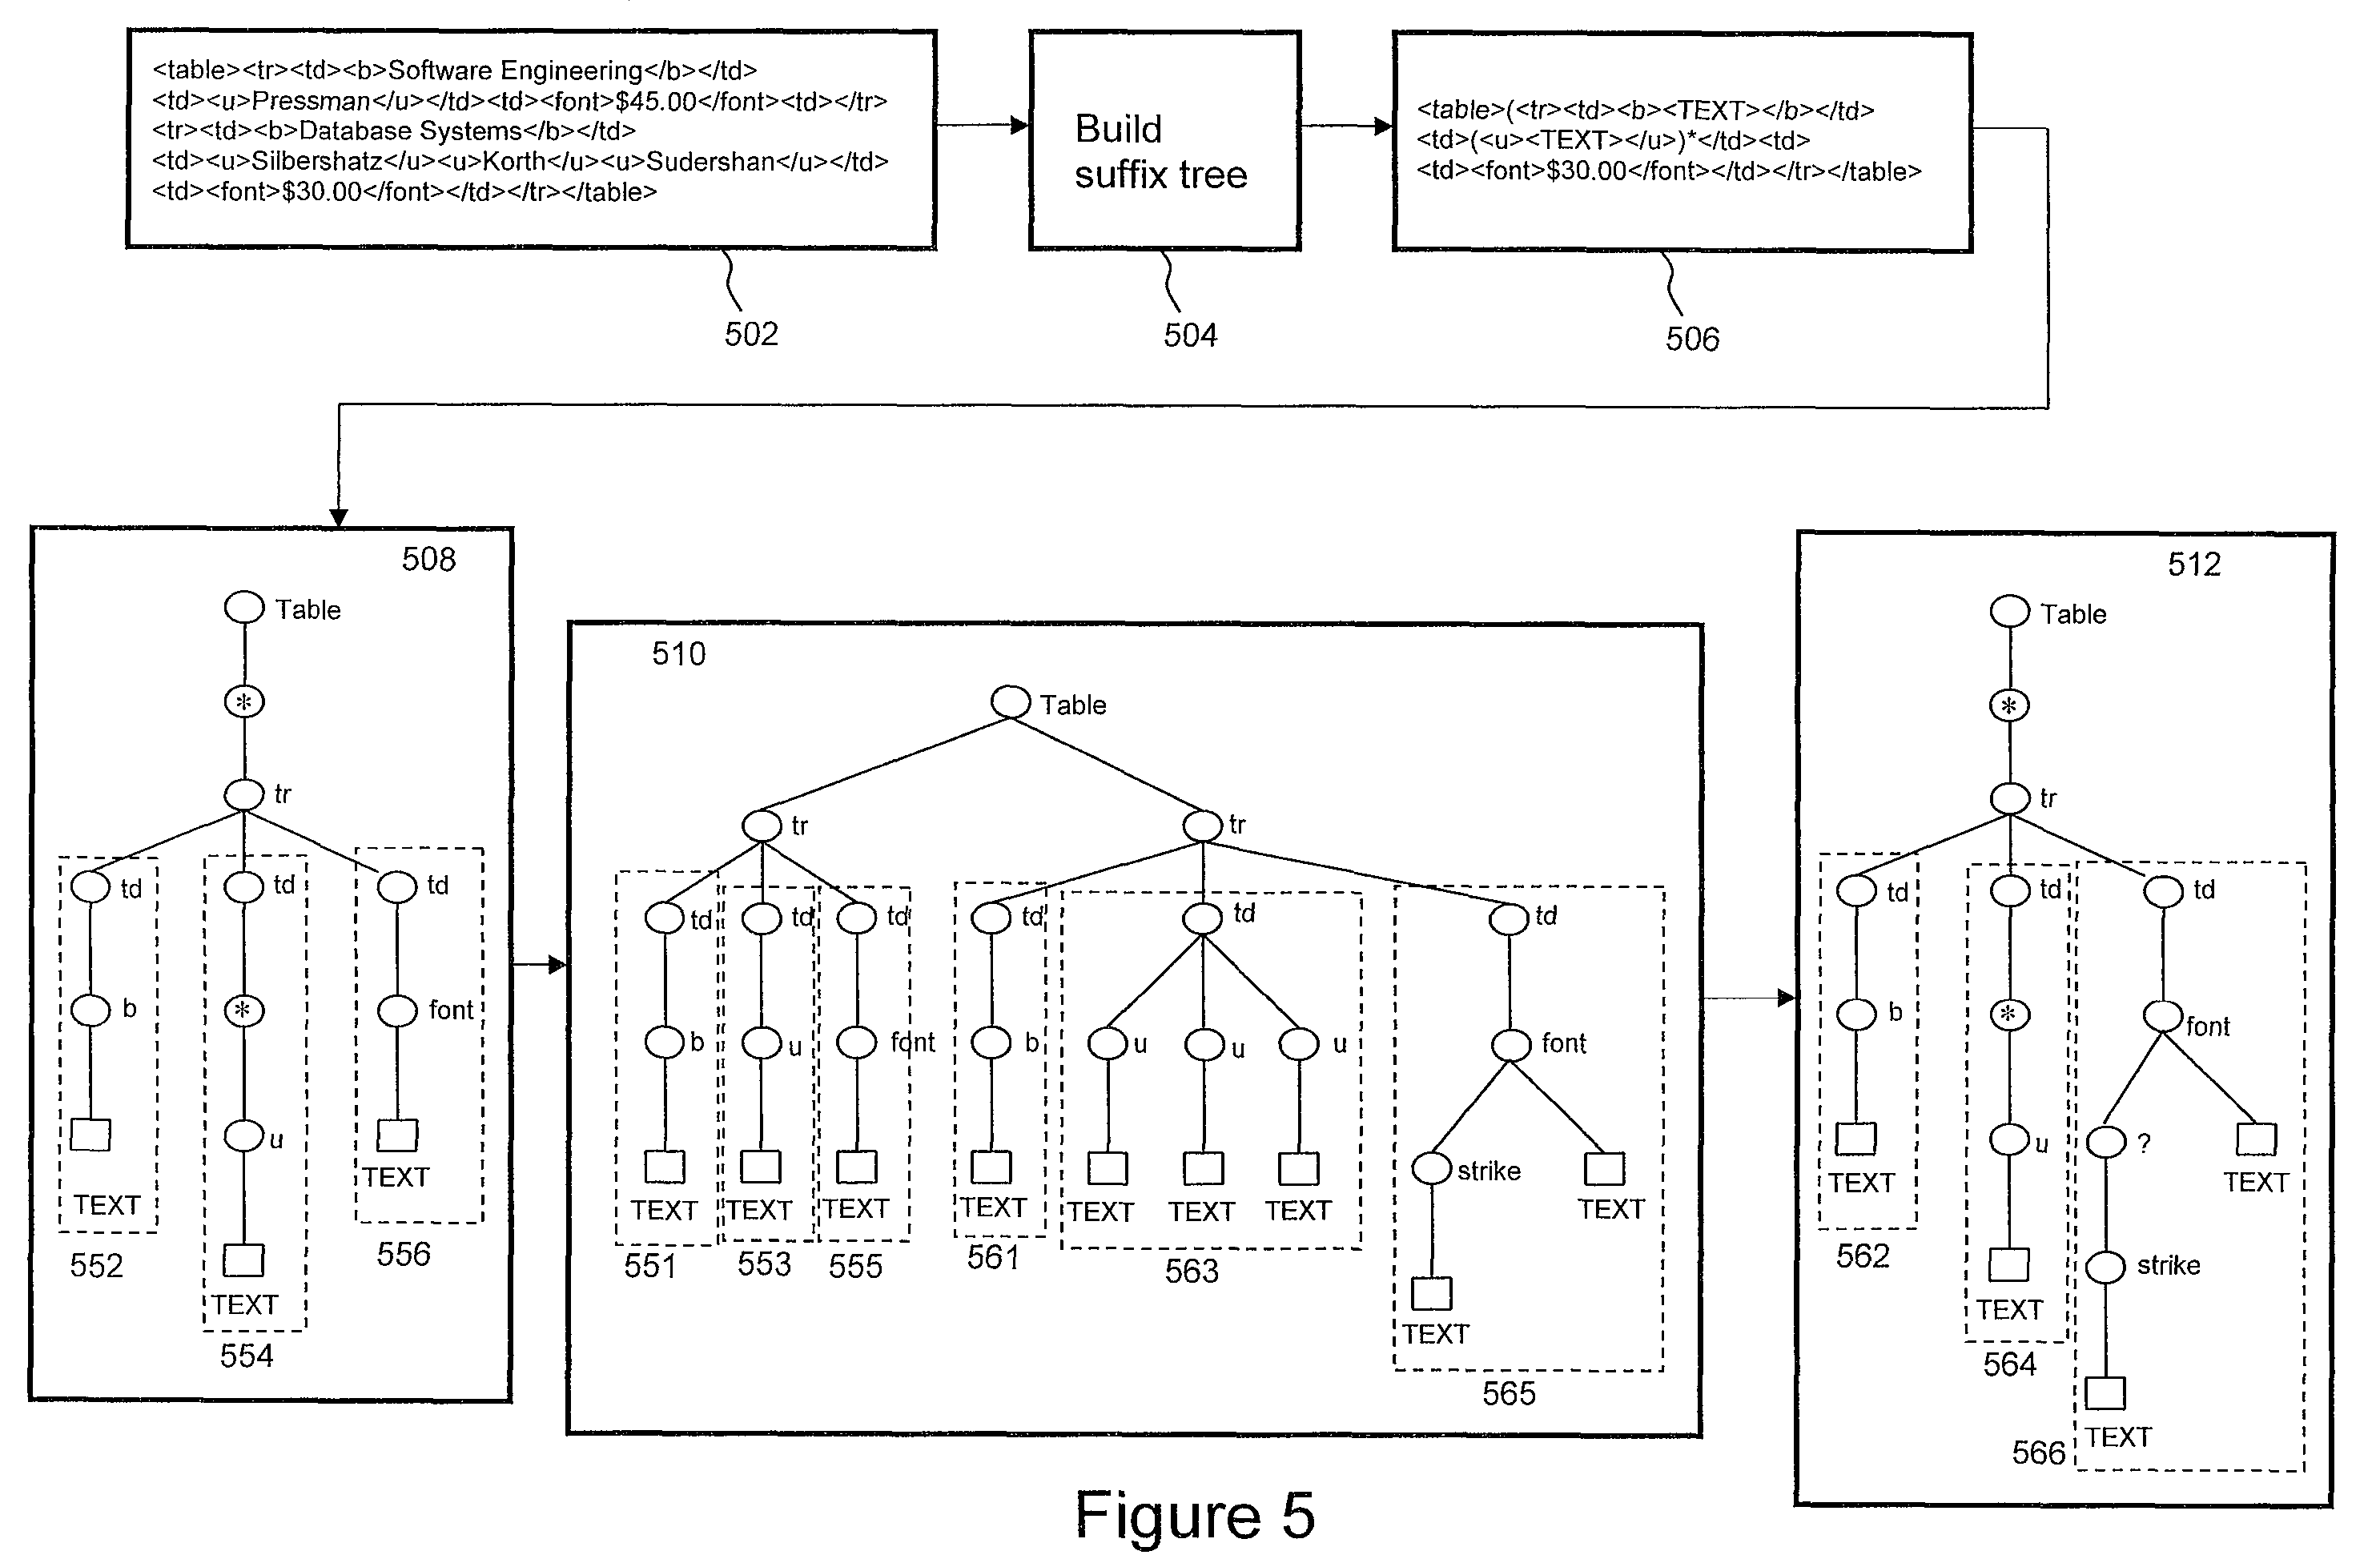 <table><tr><td><b>Software Engineering</b></td>
<td><u>Pressman</u></td><td><font>$45.00</font><td></tr>
<tr><td><b>Database Systems</b></td>
<td><u>Silbershatz</u><u>Korth</u><u>Sudershan</u></td>
<td><font>$30.00</font></td></tr></table>
502
Build
suffix tree
504
<table>(<tr><td><b><TEXT></b></td>
<td>(<u><TEXT></u>)*</td><td>
<td><font>$30.00</font></td></tr></table>
506
508
Table
*
tr
td
td
td
b
*
font
u
TEXT
TEXT
TEXT
552
554
556
510
Table
tr
tr
td
td
td
td
td
td
b
u
font
b
u
u
u
font
strike
TEXT
TEXT
TEXT
TEXT
TEXT
TEXT
TEXT
TEXT
TEXT
551
553
555
561
563
565
512
Table
*
tr
td
td
td
b
*
font
u
?
strike
TEXT
TEXT
TEXT
TEXT
562
564
566
Figure 5